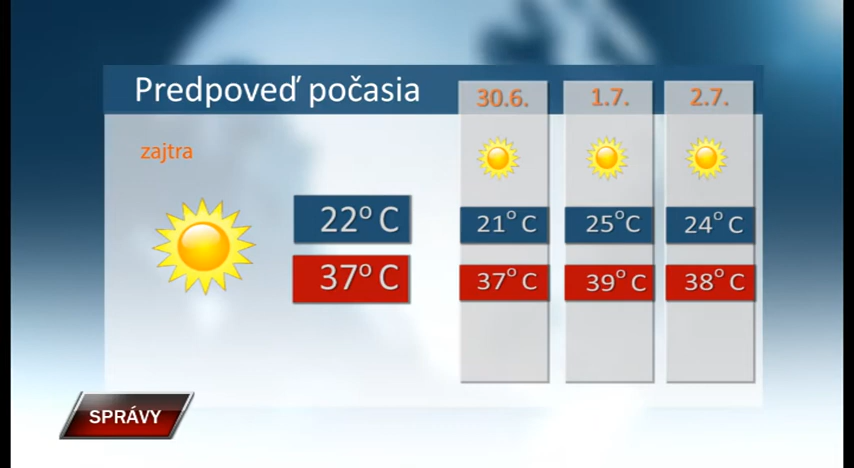 Predpoveď počasia
zajtra
22° C
37° C
30.6.
21° C
37° C
1.7.
25°C
39° C
2.7.
24° C
38° C
SPRÁVY